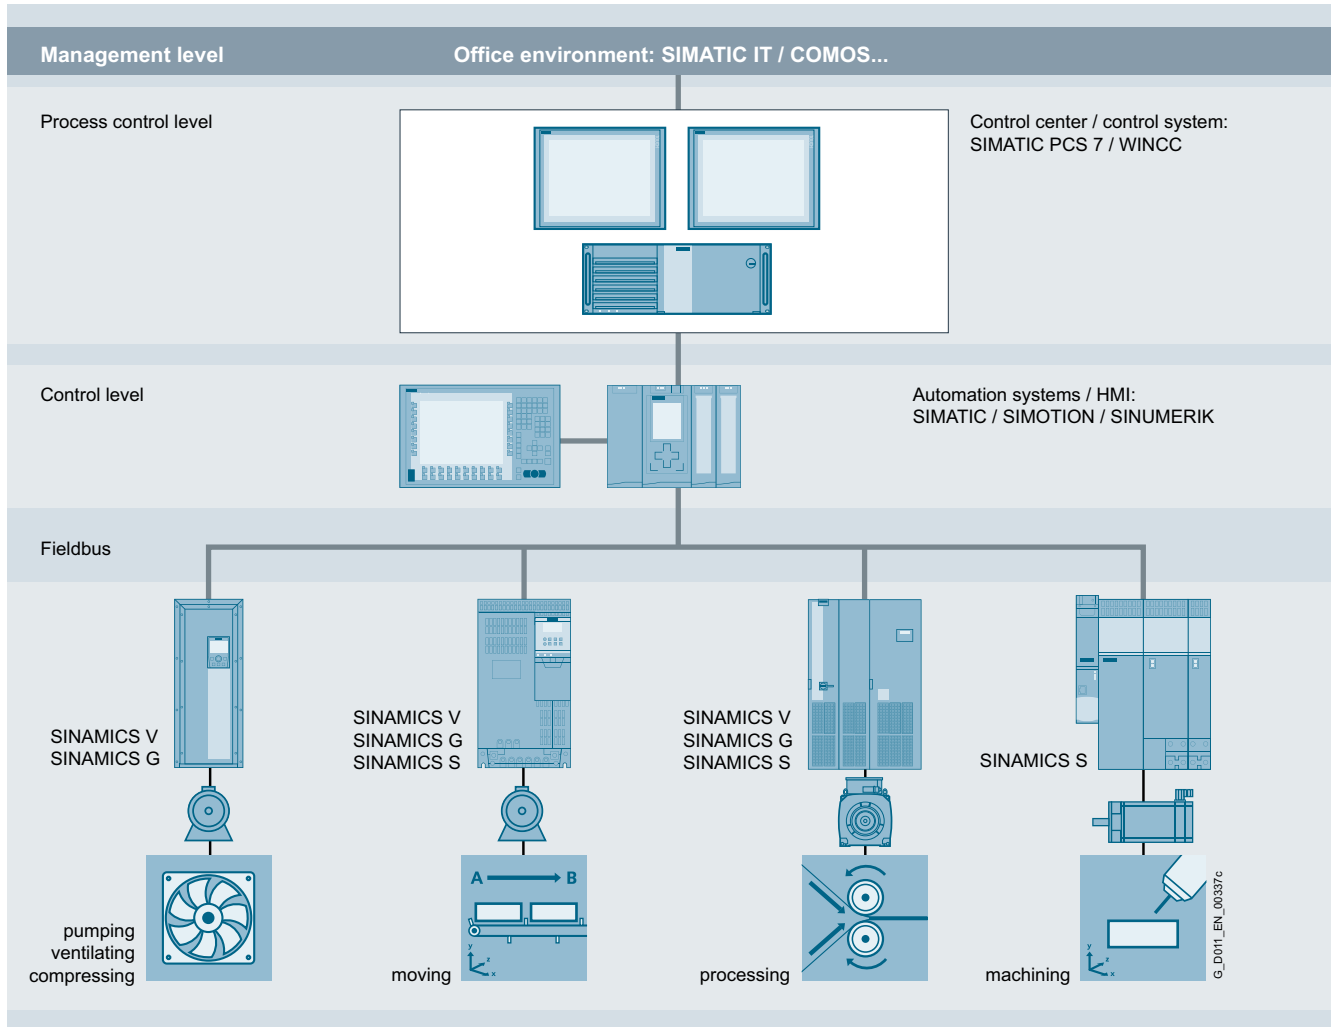 Management level
Office environment: SIMATIC IT / COMOS...
Process control level
Control center / control system:
SIMATIC PCS 7 / WINCC
Control level
Automation systems / HMI:
SIMATIC / SIMOTION / SINUMERIK
Fieldbus
SINAMICS V
SINAMICS G
SINAMICS V
SINAMICS G
SINAMICS S
SINAMICS V
SINAMICS G
SINAMICS S
SINAMICS S
pumping
ventilating
compressing
A B
y
z
x
moving
processing
y
z
x
machining
G_D011_EN_00337c